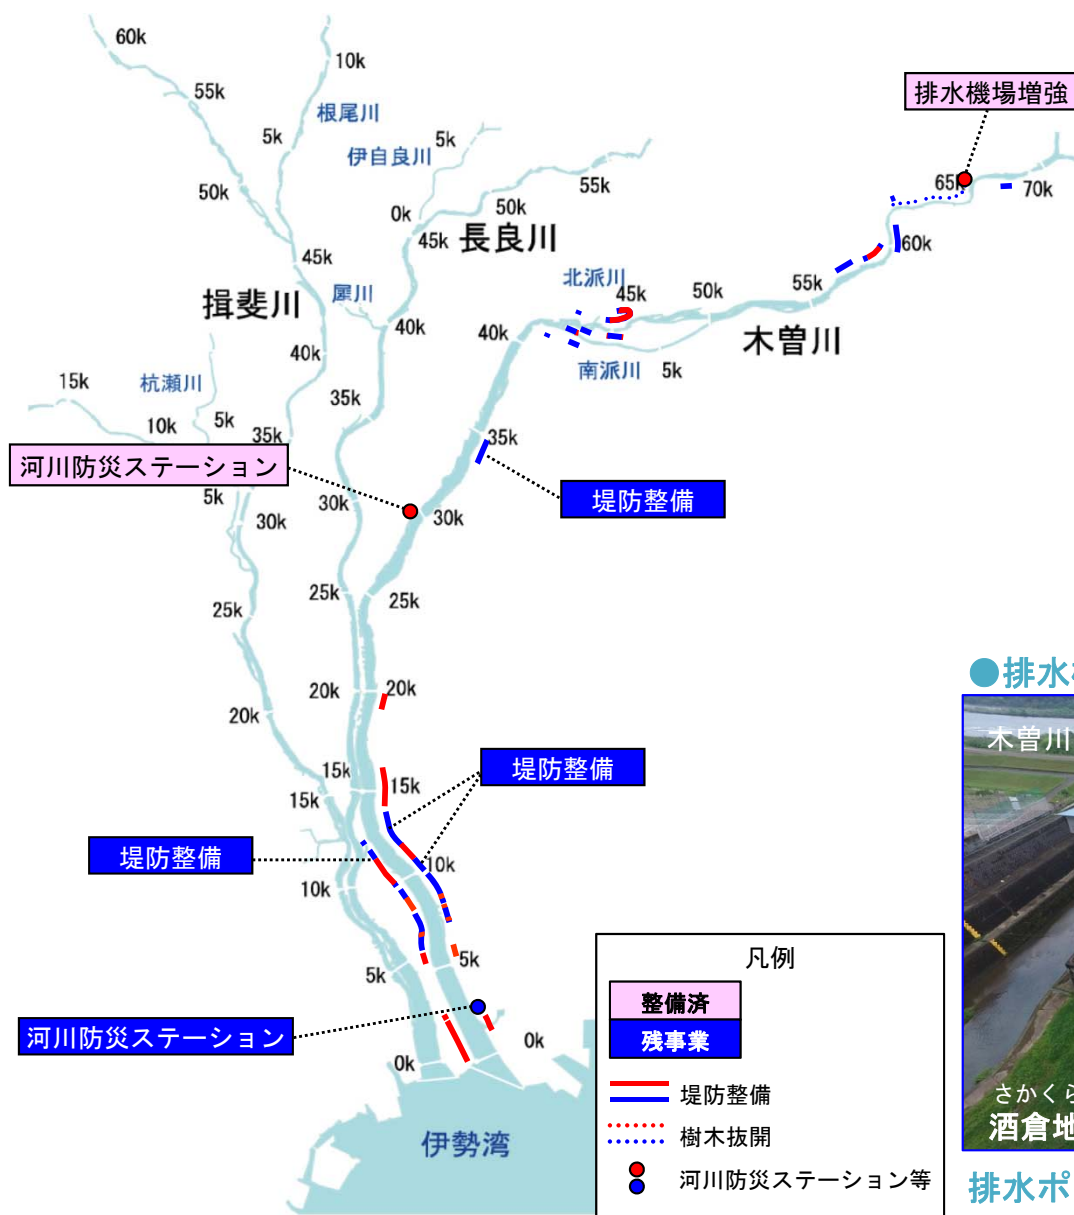 60k
10k
排水機場増強
55k
根尾川
5k
5k
伊自良川
55k
65k
70k
50k
50k
0k
45k
長良川
60k
45k
北派川
55k
犀川
45k
50k
揖斐川
40k
40k
木曽川
40k
南派川
5k
15k
杭瀬川
5k
35k
10k
35k
35k
河川防災ステーション
5k
30k
30k
30k
堤防整備
25k
25k
25k
●排水
20k
20k
20k
木曽川
15k
堤防整備
15k
15k
堤防整備
10k
10k
凡例
5k
5k
整備済
河川防災ステーション
残事業
0k
0k
堤防整備
さかくら
樹木抜開
酒倉地
伊勢湾
河川防災ステーション等
排水ポ